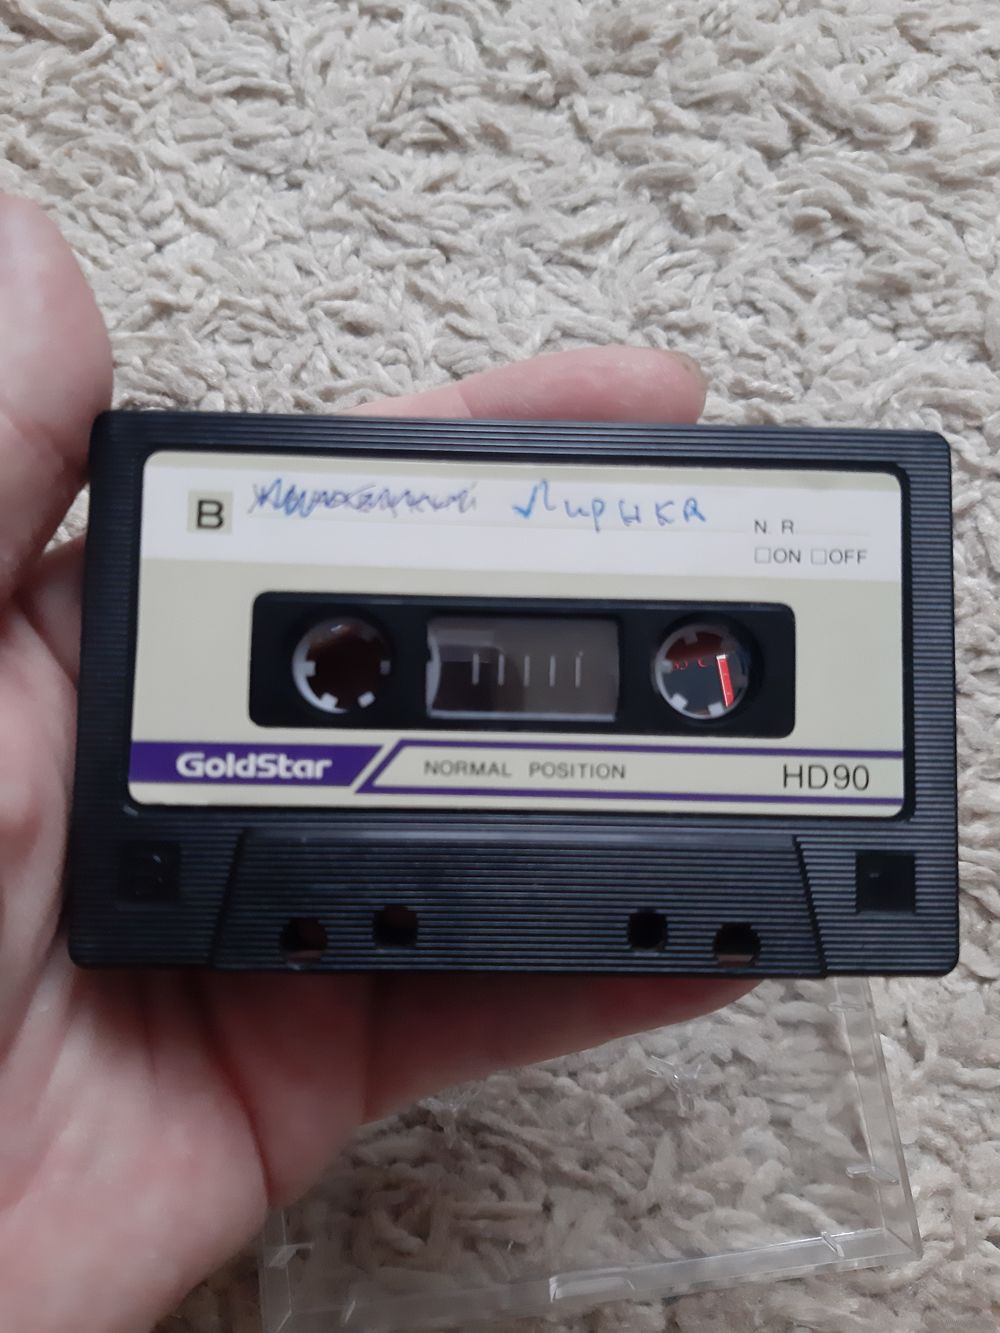 B Лирика
N. R
ON OFF
GoldStar NORMAL POSITION HD90
B